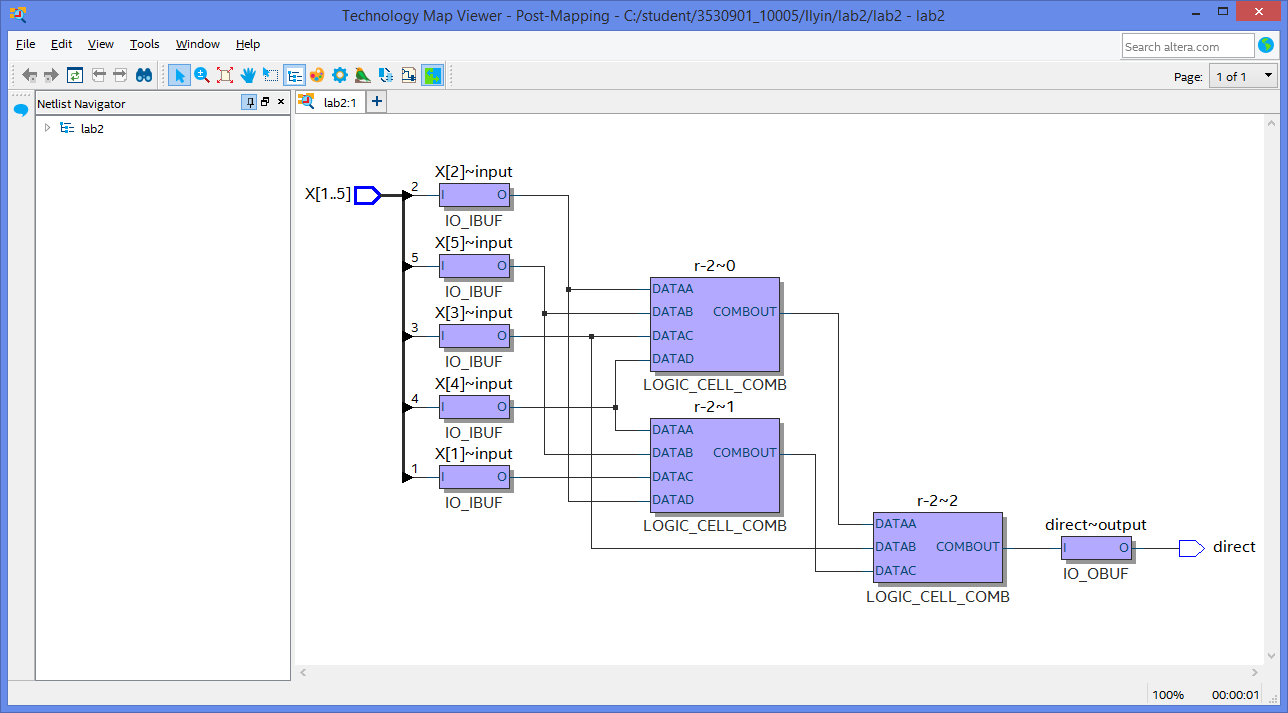 Technology Map Viewer - Post-Mapping - C:/student/3530901_10005/Ilyin/lab2/lab2 - lab2
File Edit View Tools Window Help
Search altera.com
Page: 1 of 1
Netlist Navigator
lab2:1
lab2
X[1..5]
X[2]~input
2
I O
IO_IBUF
X[5]~input
5
I O
IO_IBUF
X[3]~input
3
I O
IO_IBUF
X[4]~input
4
I O
IO_IBUF
X[1]~input
1
I O
IO_IBUF
r-2~0
DATAA
DATAB COMBOUT
DATAC
DATAD
LOGIC_CELL_COMB
r-2~1
DATAA
DATAB COMBOUT
DATAC
DATAD
LOGIC_CELL_COMB
r-2~2
DATAA
DATAB COMBOUT
DATAC
LOGIC_CELL_COMB
direct~output
I O
IO_OBUF
direct
100% 00:00:01